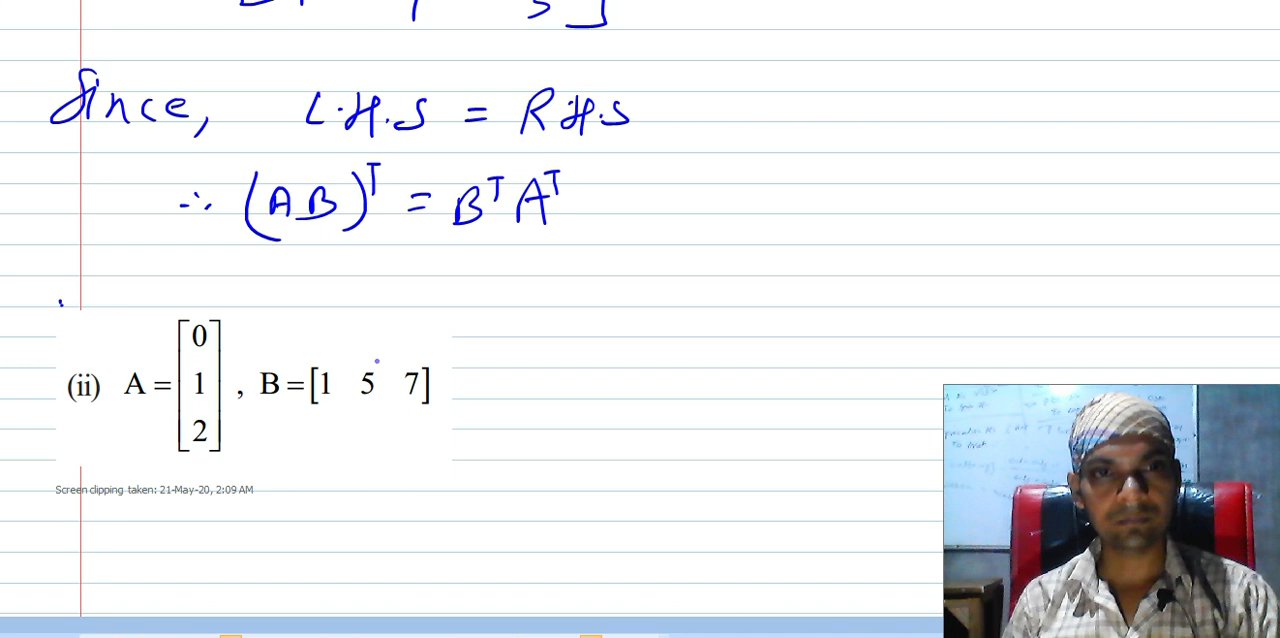 Since, L.H.S = R.H.S
∴ (AB)ᵀ = BᵀAᵀ
(ii) A = [0 1 2], B = [1 5 7]
Screen clipping taken: 21-May-20, 2:09 AM